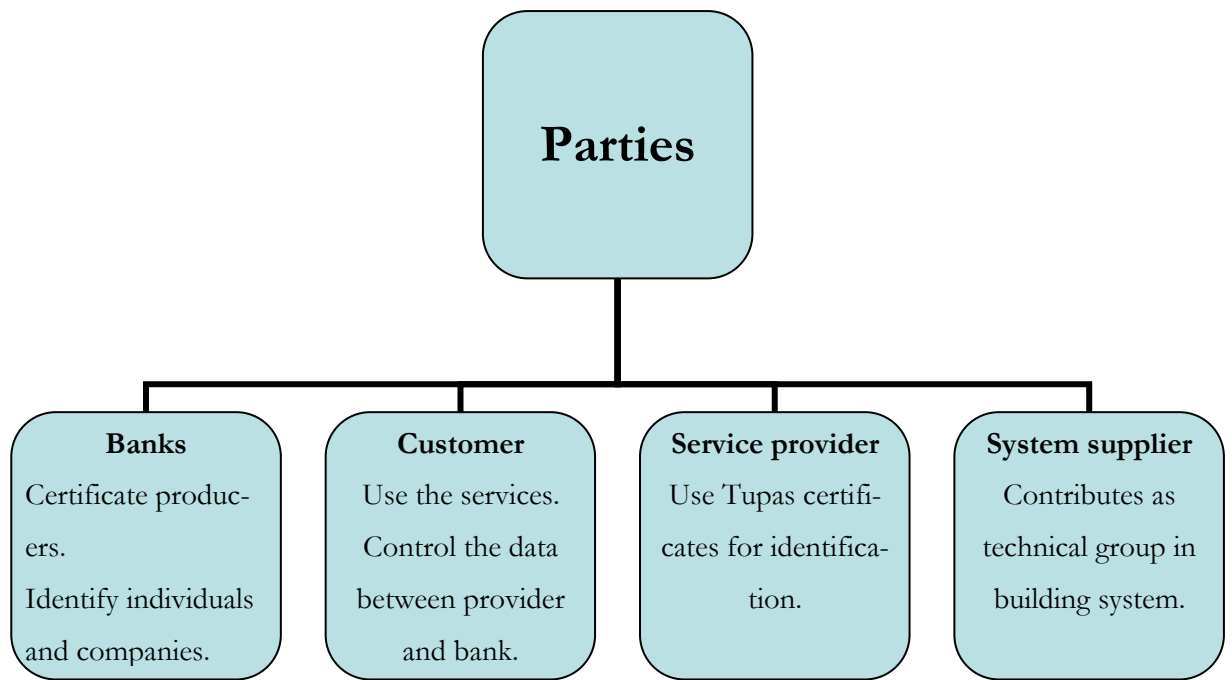 Parties
Banks
Certificate produc-
ers.
Identify individuals
and companies.
Customer
Use the services.
Control the data
between provider
and bank.
Service provider
Use Tupas certifi-
cates for identifica-
tion.
System supplier
Contributes as
technical group in
building system.